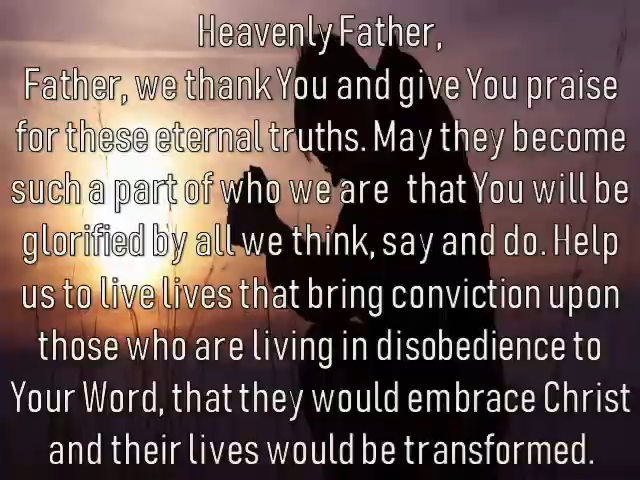 Heavenly Father,
Father, we thank You and give You praise
for these eternal truths. May they become
such a part of who we are that You will be
glorified by all we think, say and do. Help
us to live lives that bring conviction upon
those who are living in disobedience to
Your Word, that they would embrace Christ
and their lives would be transformed.